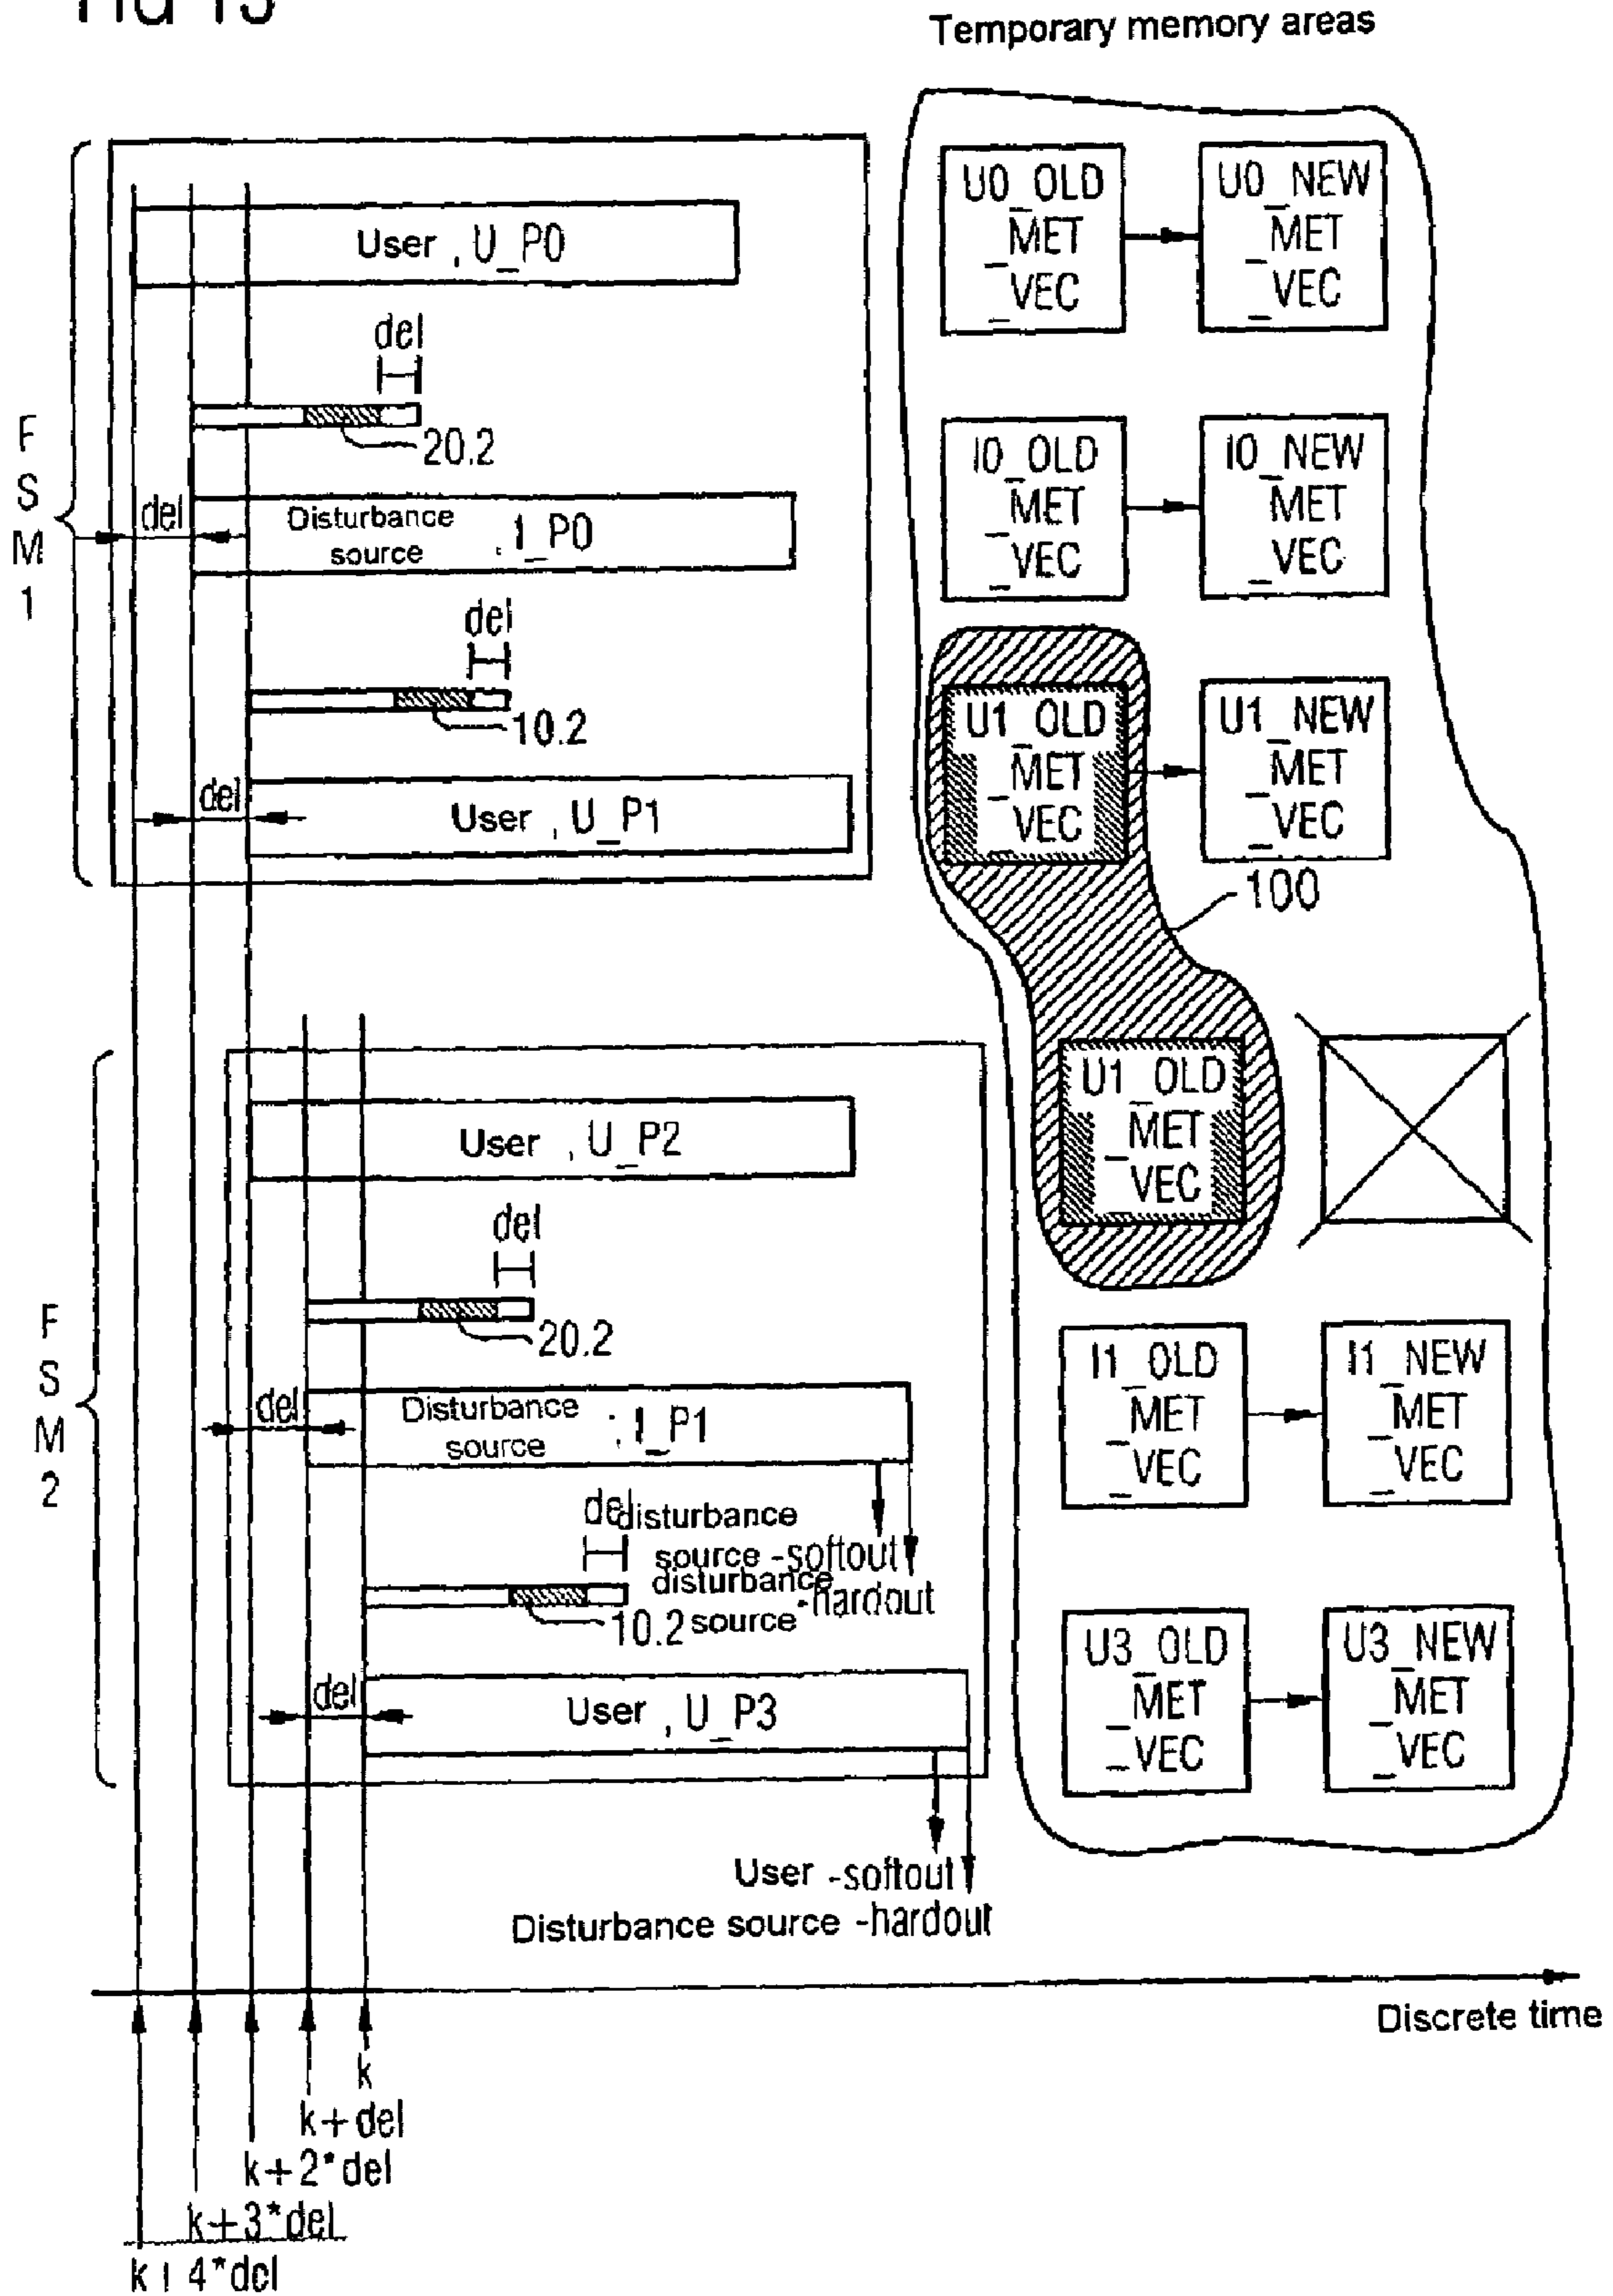 Temporary memory areas
F
S
M
1
User , U_P0
del
20.2
del
Disturbance
source , I_P0
del
10.2
del
User , U_P1
U0_OLD
_MET
_VEC
U0_NEW
_MET
_VEC
I0_OLD
_MET
_VEC
I0_NEW
_MET
_VEC
U1_OLD
_MET
_VEC
U1_NEW
_MET
_VEC
100
F
S
M
2
User , U_P2
del
20.2
del
Disturbance
source , I_P1
del
disturbance
source -softout
disturbance
source -hardout
10.2
del
User , U_P3
User -softout
Disturbance source -hardout
U1_OLD
_MET
_VEC
I1_OLD
_MET
_VEC
I1_NEW
_MET
_VEC
U3_OLD
_MET
_VEC
U3_NEW
_MET
_VEC
Discrete time
k
k+del
k+2*del
k+3*del
k+4*del